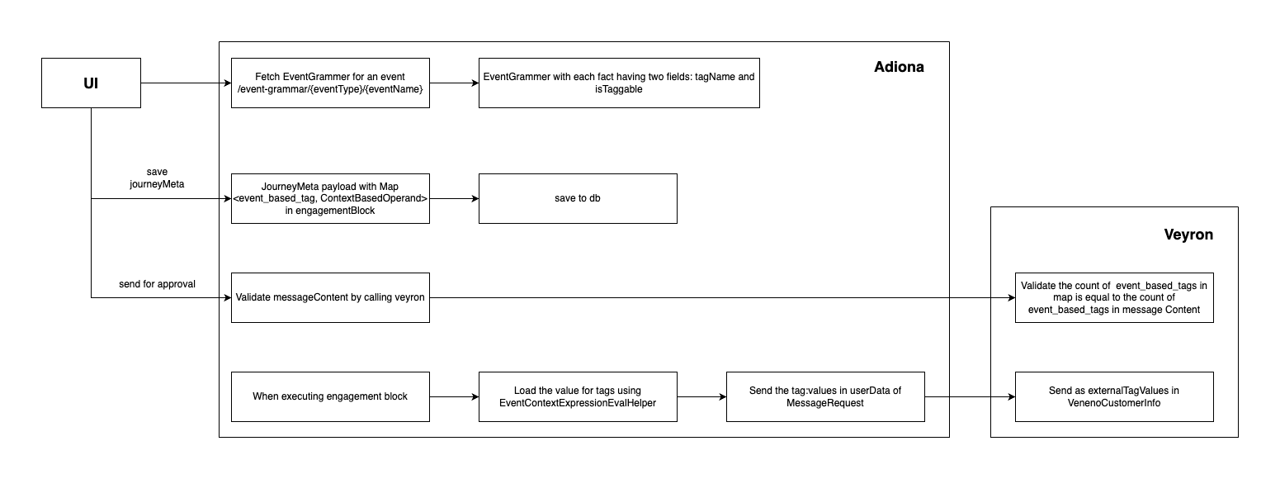 UI
Adiona
Fetch EventGrammer for an event
/event-grammar/{eventType}/{eventName}
EventGrammer with each fact having two fields: tagName and
isTaggable
save
journeyMeta
JourneyMeta payload with Map
<event_based_tag, ContextBasedOperand>
in engagementBlock
save to db
Veyron
send for approval
Validate messageContent by calling veyron
Validate the count of  event_based_tags in
map is equal to the count of
event_based_tags in message Content
When executing engagement block
Load the value for tags using
EventContextExpressionEvalHelper
Send the tag:values in userData of
MessageRequest
Send as externalTagValues in
VenenoCustomerInfo